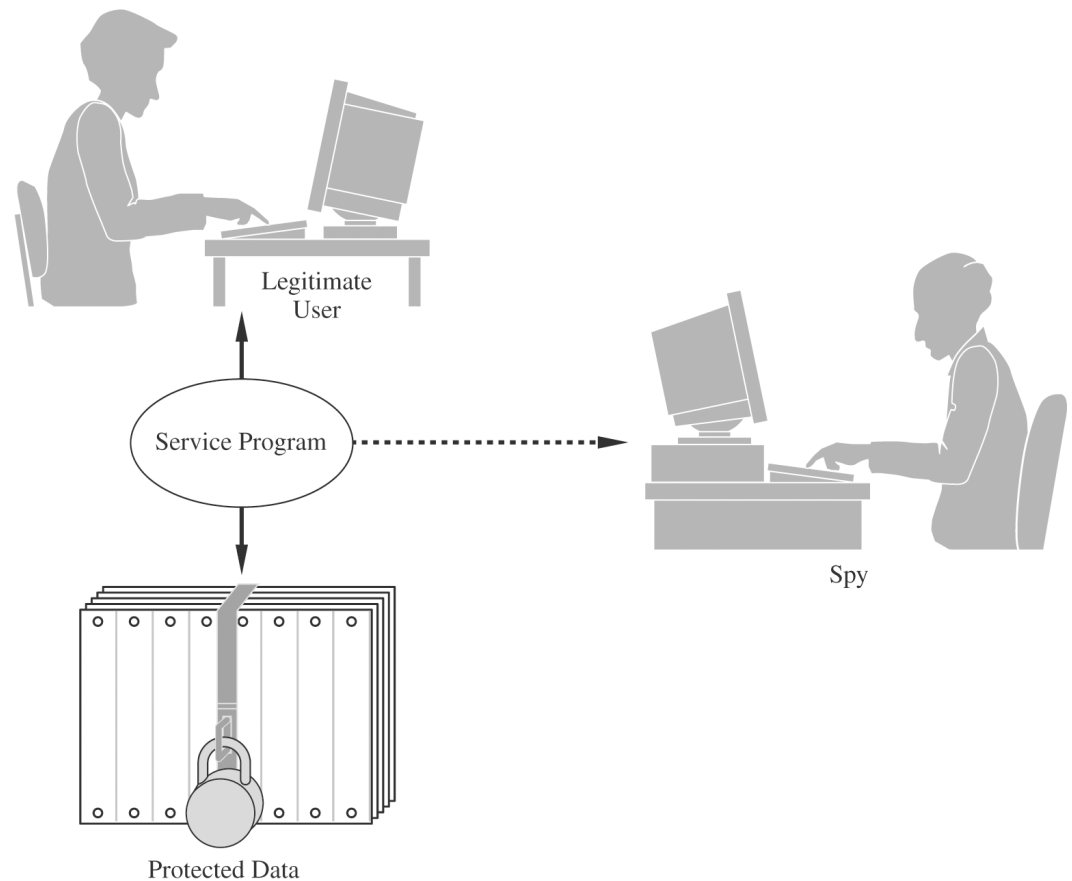 Legitimate
User
Service Program
Spy
Protected Data